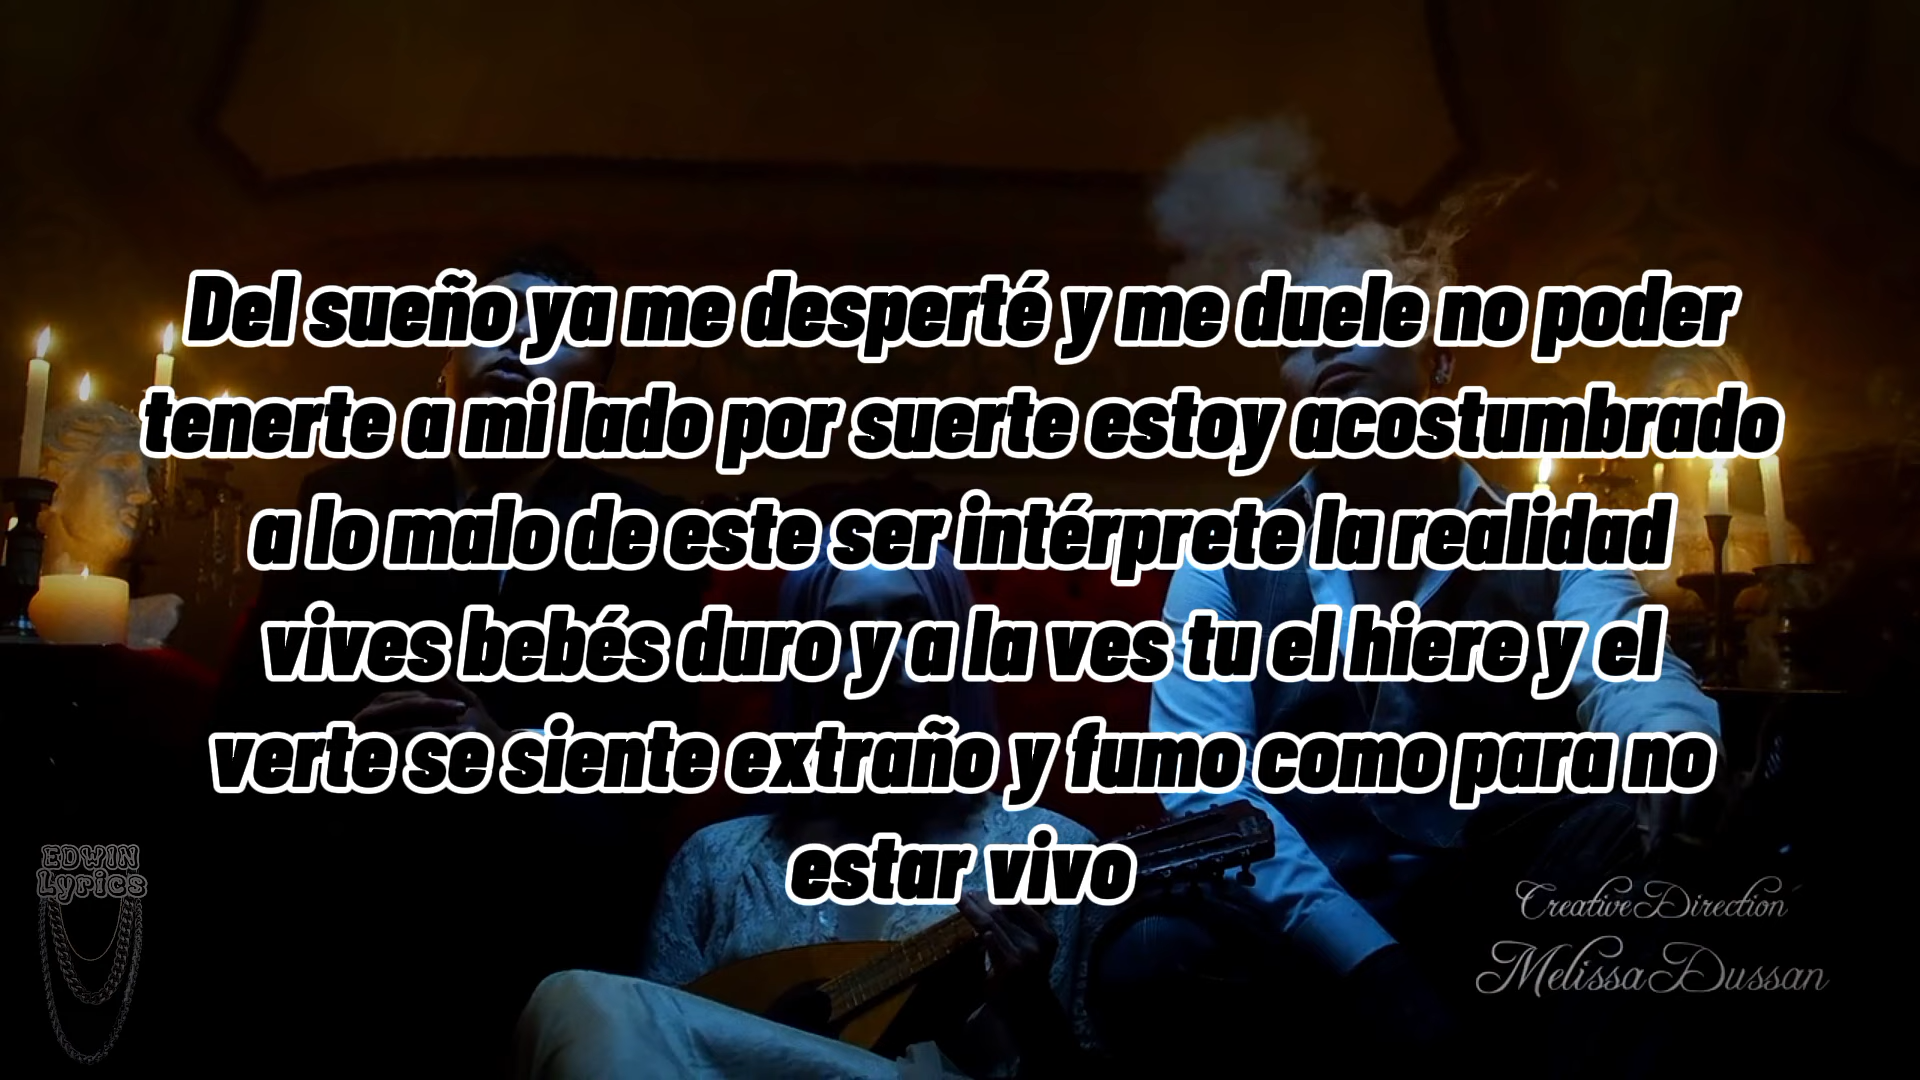 Del sueño ya me desperté y me duele no poder
tenerte a mi lado por suerte estoy acostumbrado
a lo malo de este ser intérprete la realidad
vives bebés duro y a la ves tu el hiere y el
verte se siente extraño y fumo como para no
estar vivo
EDWIN
Lyrics
Creative Direction
Melissa Dussan